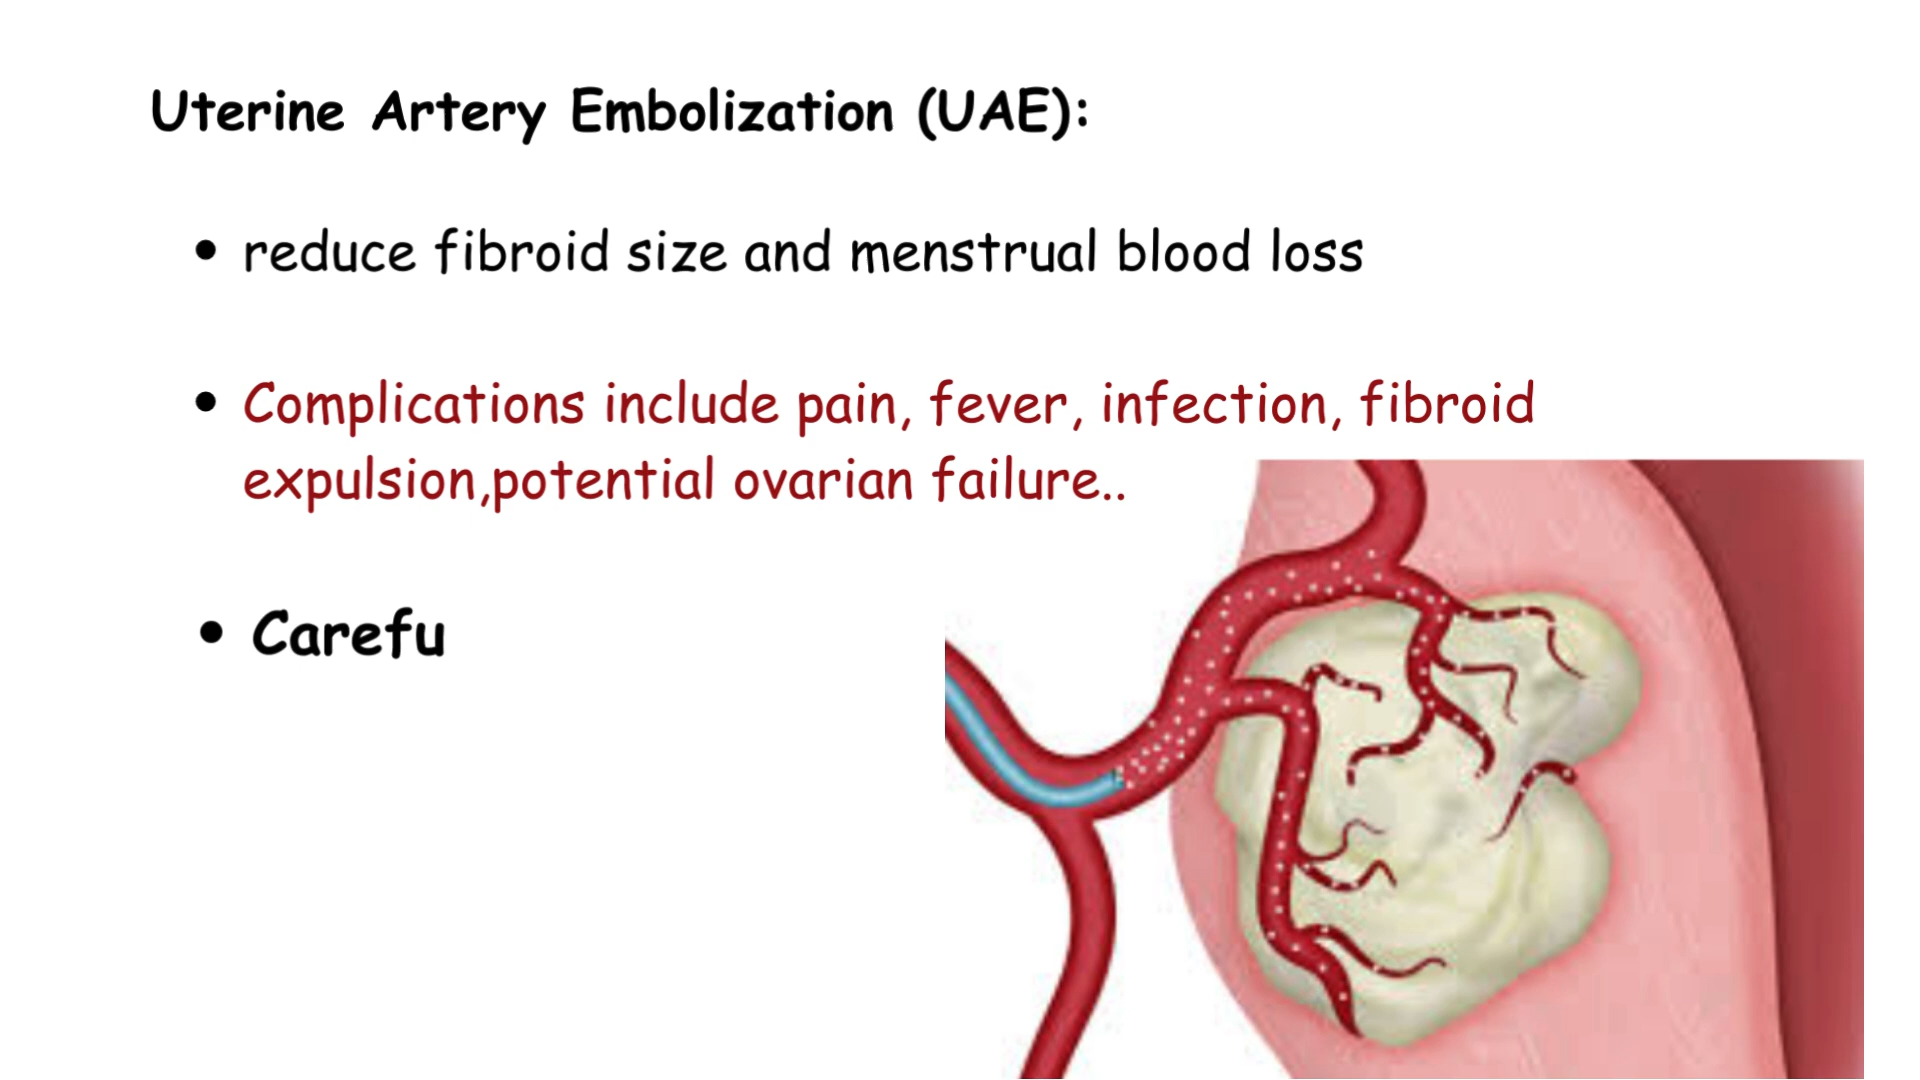 Uterine Artery Embolization (UAE):
• reduce fibroid size and menstrual blood loss
• Complications include pain, fever, infection, fibroid
expulsion,potential ovarian failure..
• Carefu